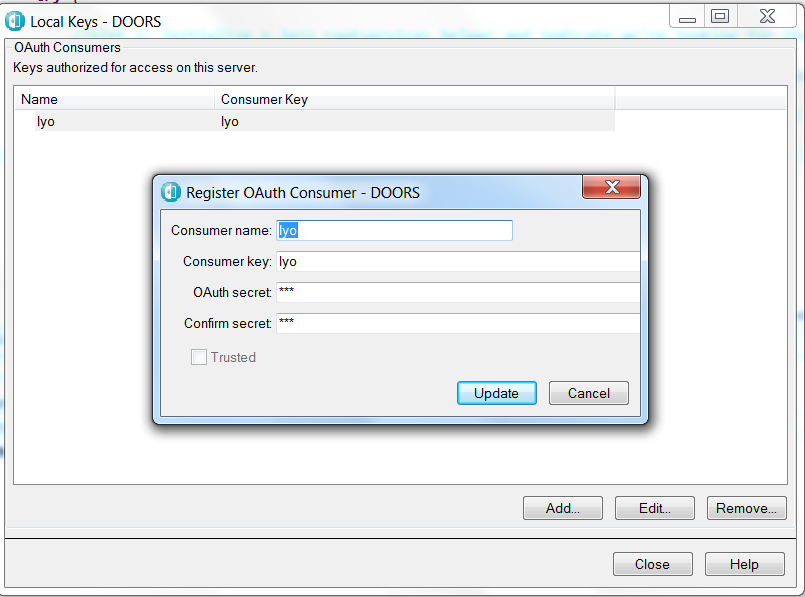 Local Keys - DOORS
OAuth Consumers
Keys authorized for access on this server.
Name Consumer Key
lyo lyo
Register OAuth Consumer - DOORS
Consumer name: lyo
Consumer key: lyo
OAuth secret: ***
Confirm secret: ***
Trusted
Update Cancel
Add... Edit... Remove...
Close Help